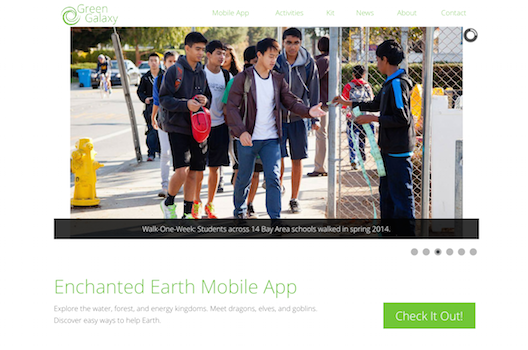 Green
Galaxy
Mobile App Activities Kit News About Contact
Walk-One-Week: Students across 14 Bay Area schools walked in spring 2014.
Enchanted Earth Mobile App
Explore the water, forest, and energy kingdoms. Meet dragons, elves, and goblins.
Discover easy ways to help Earth.
Check It Out!